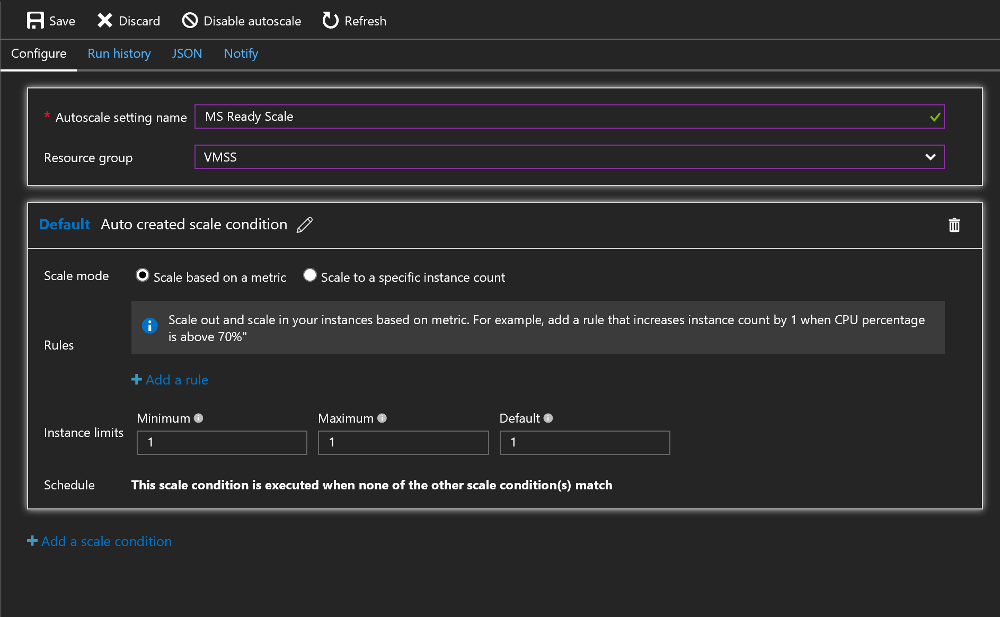 Save Discard Disable autoscale Refresh
Configure Run history JSON Notify
* Autoscale setting name MS Ready Scale
Resource group VMSS
Default Auto created scale condition
Scale mode Scale based on a metric Scale to a specific instance count
Scale out and scale in your instances based on metric. For example, add a rule that increases instance count by 1 when CPU percentage
is above 70%"
Rules
+ Add a rule
Minimum Maximum Default
Instance limits 1 1 1
Schedule This scale condition is executed when none of the other scale condition(s) match
+ Add a scale condition